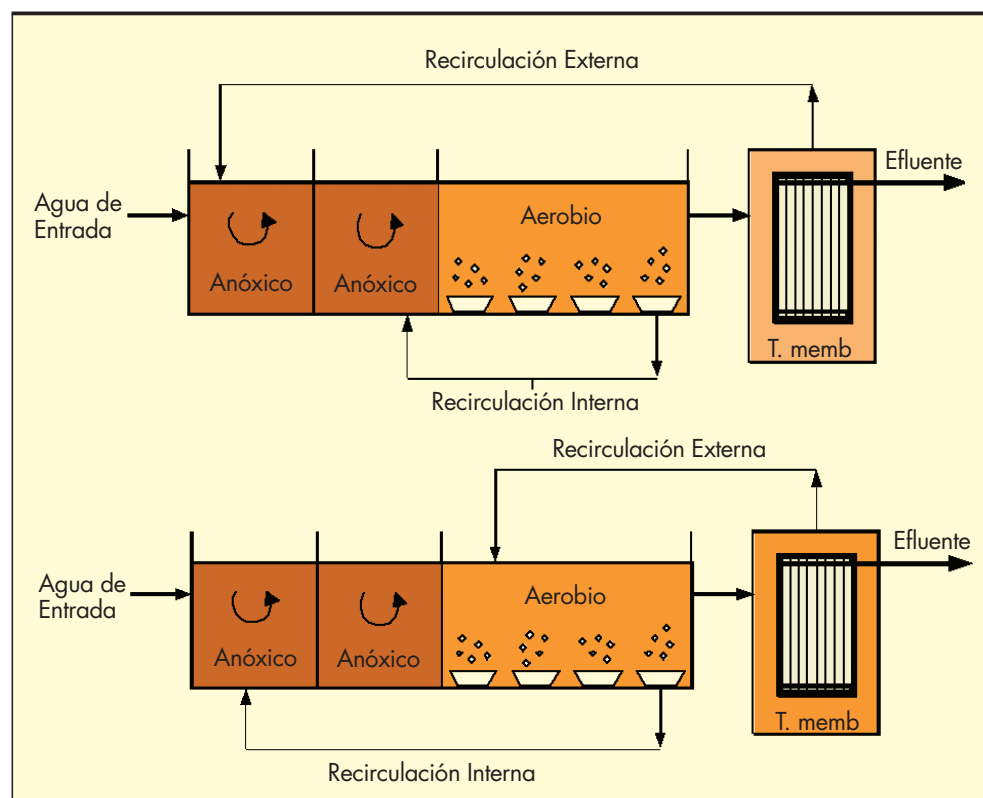 Recirculación Externa
Efluente
Agua de
Entrada
Aerobio
Anóxico
Anóxico
T. memb
Recirculación Interna
Recirculación Externa
Efluente
Agua de
Entrada
Aerobio
Anóxico
Anóxico
T. memb
Recirculación Interna